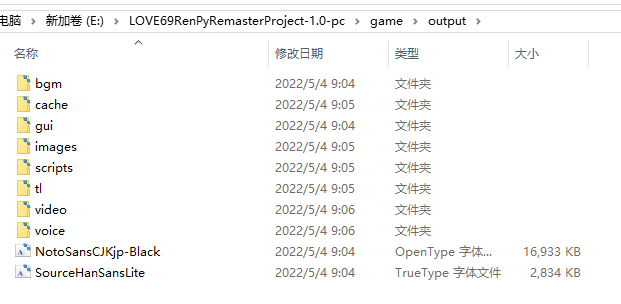 电脑 › 新加卷 (E:) › LOVE69RenPyRemasterProject-1.0-pc › game › output ›
名称 修改日期 类型 大小
bgm 2022/5/4 9:04 文件夹
cache 2022/5/4 9:05 文件夹
gui 2022/5/4 9:04 文件夹
images 2022/5/4 9:05 文件夹
scripts 2022/5/4 9:05 文件夹
tl 2022/5/4 9:05 文件夹
video 2022/5/4 9:06 文件夹
voice 2022/5/4 9:06 文件夹
NotoSansCJKjp-Black 2022/5/4 9:04 OpenType 字体... 16,933 KB
SourceHanSansLite 2022/5/4 9:04 TrueType 字体文件 2,834 KB